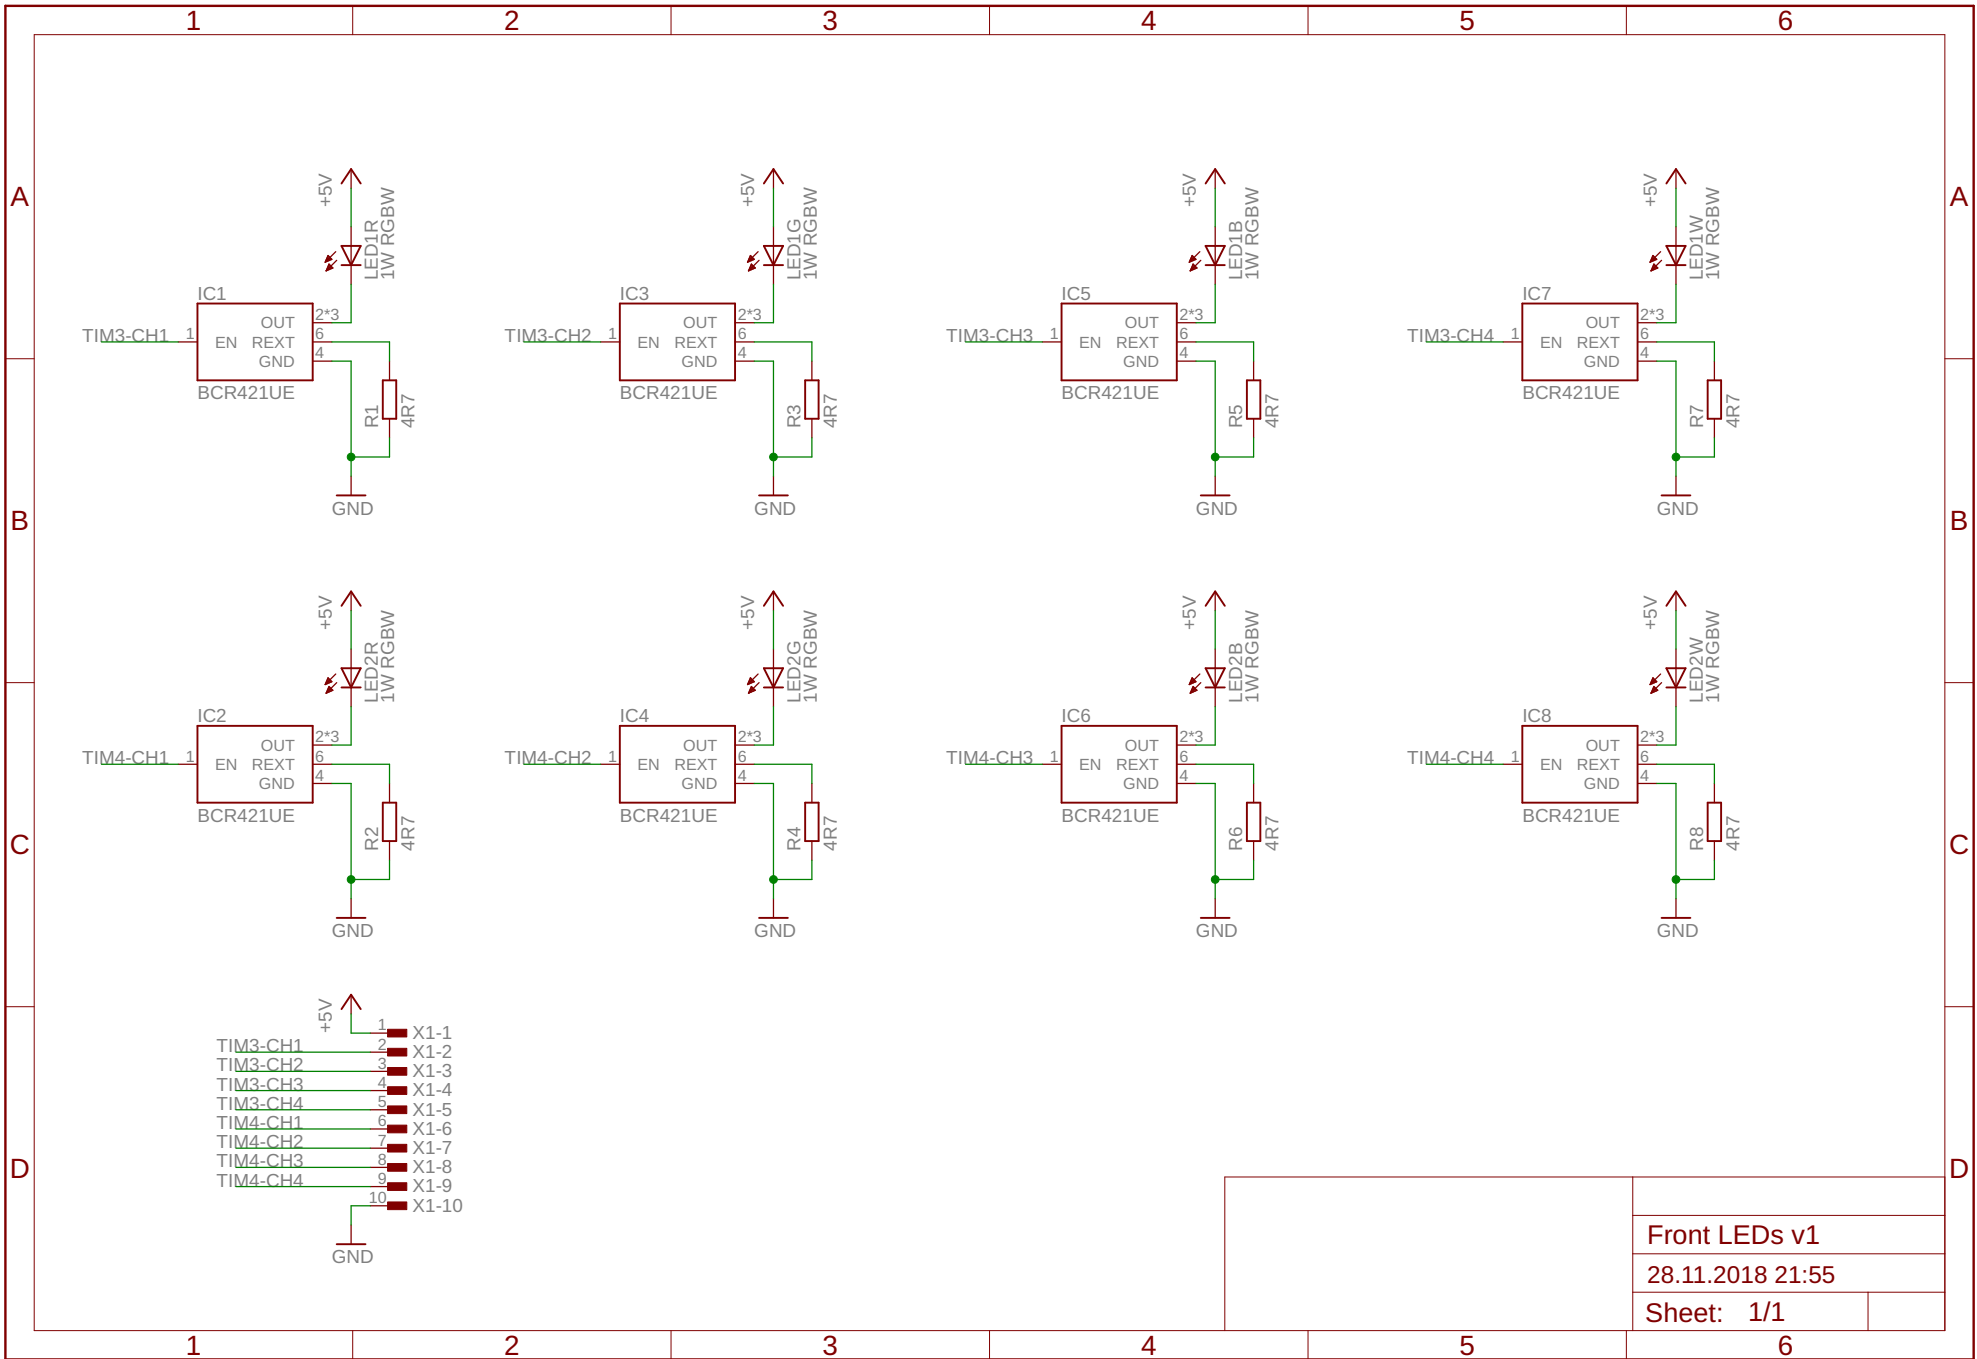 1 2 3 4 5 6
A A
+5V +5V +5V +5V
LED1R LED1G LED1B LED1W
1W RGBW 1W RGBW 1W RGBW 1W RGBW
IC1 IC3 IC5 IC7
OUT 2*3 OUT 2*3 OUT 2*3 OUT 2*3
TIM3-CH1 1 EN REXT 6 TIM3-CH2 1 EN REXT 6 TIM3-CH3 1 EN REXT 6 TIM3-CH4 1 EN REXT 6
GND 4 GND 4 GND 4 GND 4
BCR421UE BCR421UE BCR421UE BCR421UE
R1 4R7 R3 4R7 R5 4R7 R7 4R7
GND GND GND GND
B B
+5V +5V +5V +5V
LED2R LED2G LED2B LED2W
1W RGBW 1W RGBW 1W RGBW 1W RGBW
IC2 IC4 IC6 IC8
OUT 2*3 OUT 2*3 OUT 2*3 OUT 2*3
TIM4-CH1 1 EN REXT 6 TIM4-CH2 1 EN REXT 6 TIM4-CH3 1 EN REXT 6 TIM4-CH4 1 EN REXT 6
GND 4 GND 4 GND 4 GND 4
BCR421UE BCR421UE BCR421UE BCR421UE
R2 4R7 R4 4R7 R6 4R7 R8 4R7
C C
GND GND GND GND
+5V
1 X1-1
TIM3-CH1 2 X1-2
TIM3-CH2 3 X1-3
TIM3-CH3 4 X1-4
TIM3-CH4 5 X1-5
TIM4-CH1 6 X1-6
TIM4-CH2 7 X1-7
TIM4-CH3 8 X1-8
TIM4-CH4 9 X1-9
10 X1-10
GND
D D
Front LEDs v1
28.11.2018 21:55
Sheet: 1/1
1 2 3 4 5 6